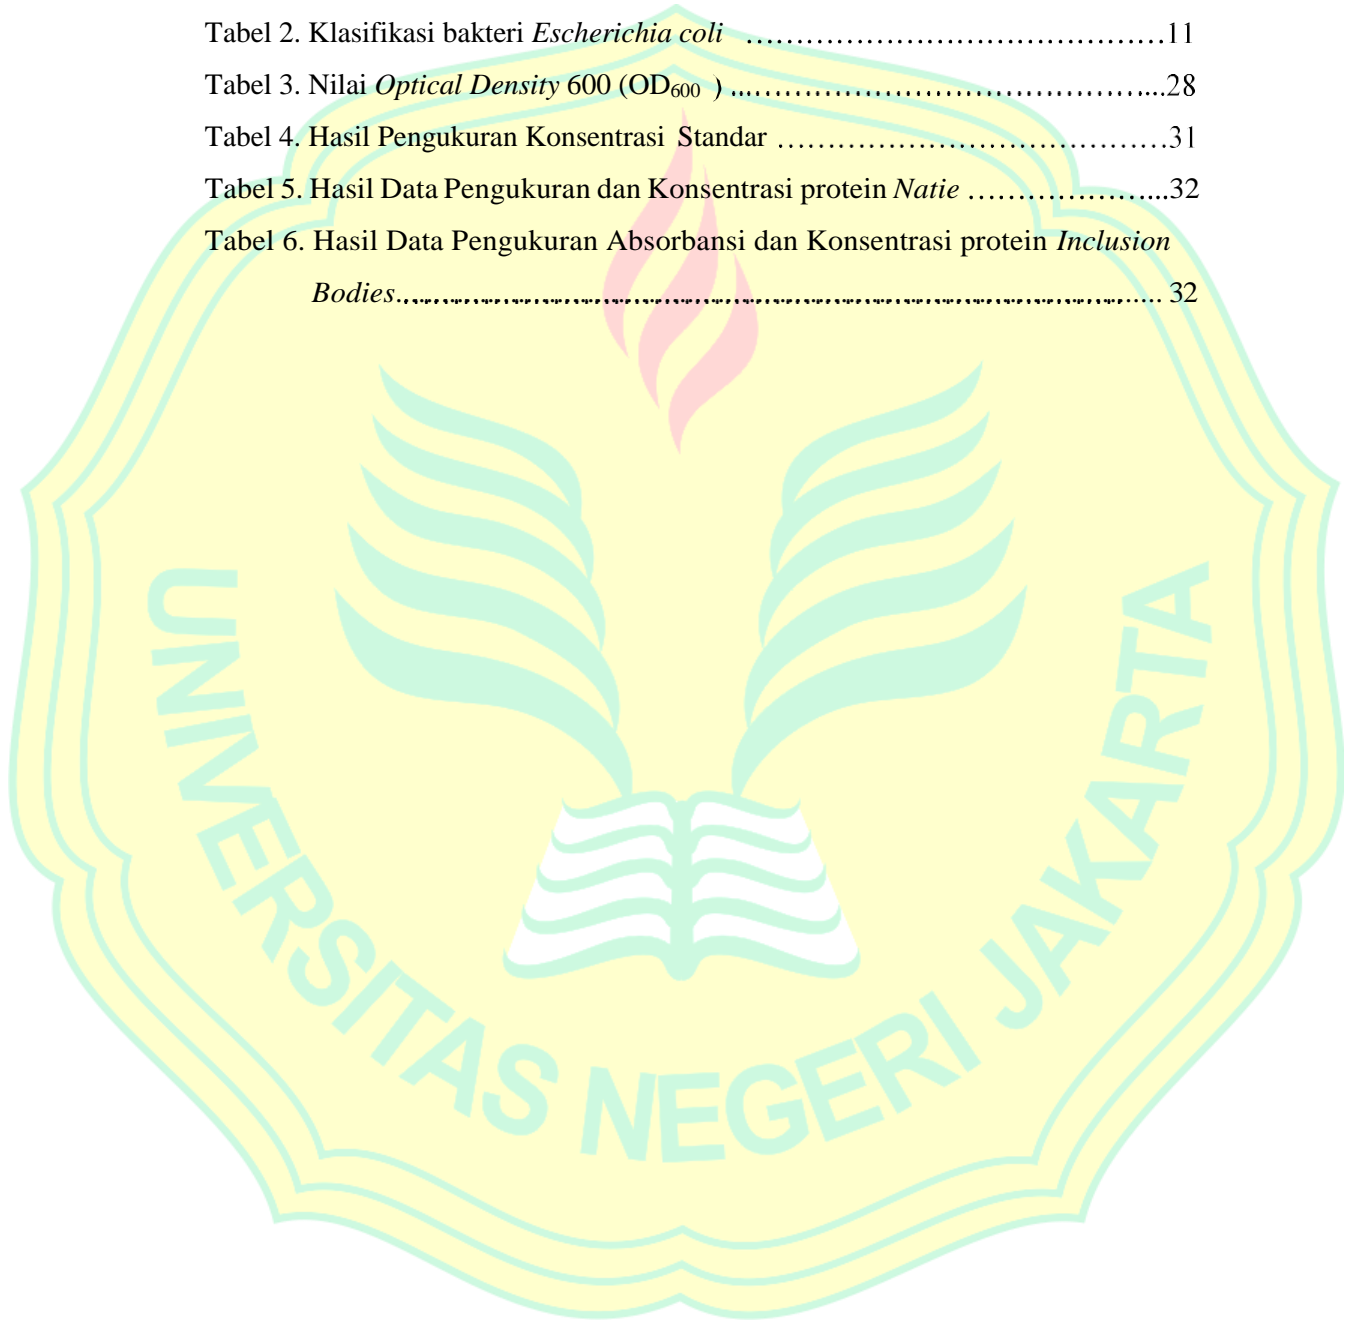 Tabel 2. Klasifikasi bakteri Escherichia coli ..........................................11
Tabel 3. Nilai Optical Density 600 (OD600 ) ..........................................28
Tabel 4. Hasil Pengukuran Konsentrasi Standar ..........................................31
Tabel 5. Hasil Data Pengukuran dan Konsentrasi protein Natie .....................32
Tabel 6. Hasil Data Pengukuran Absorbansi dan Konsentrasi protein Inclusion
Bodies.......................................................................................... 32
UNIVERSITAS NEGERI JAKARTA